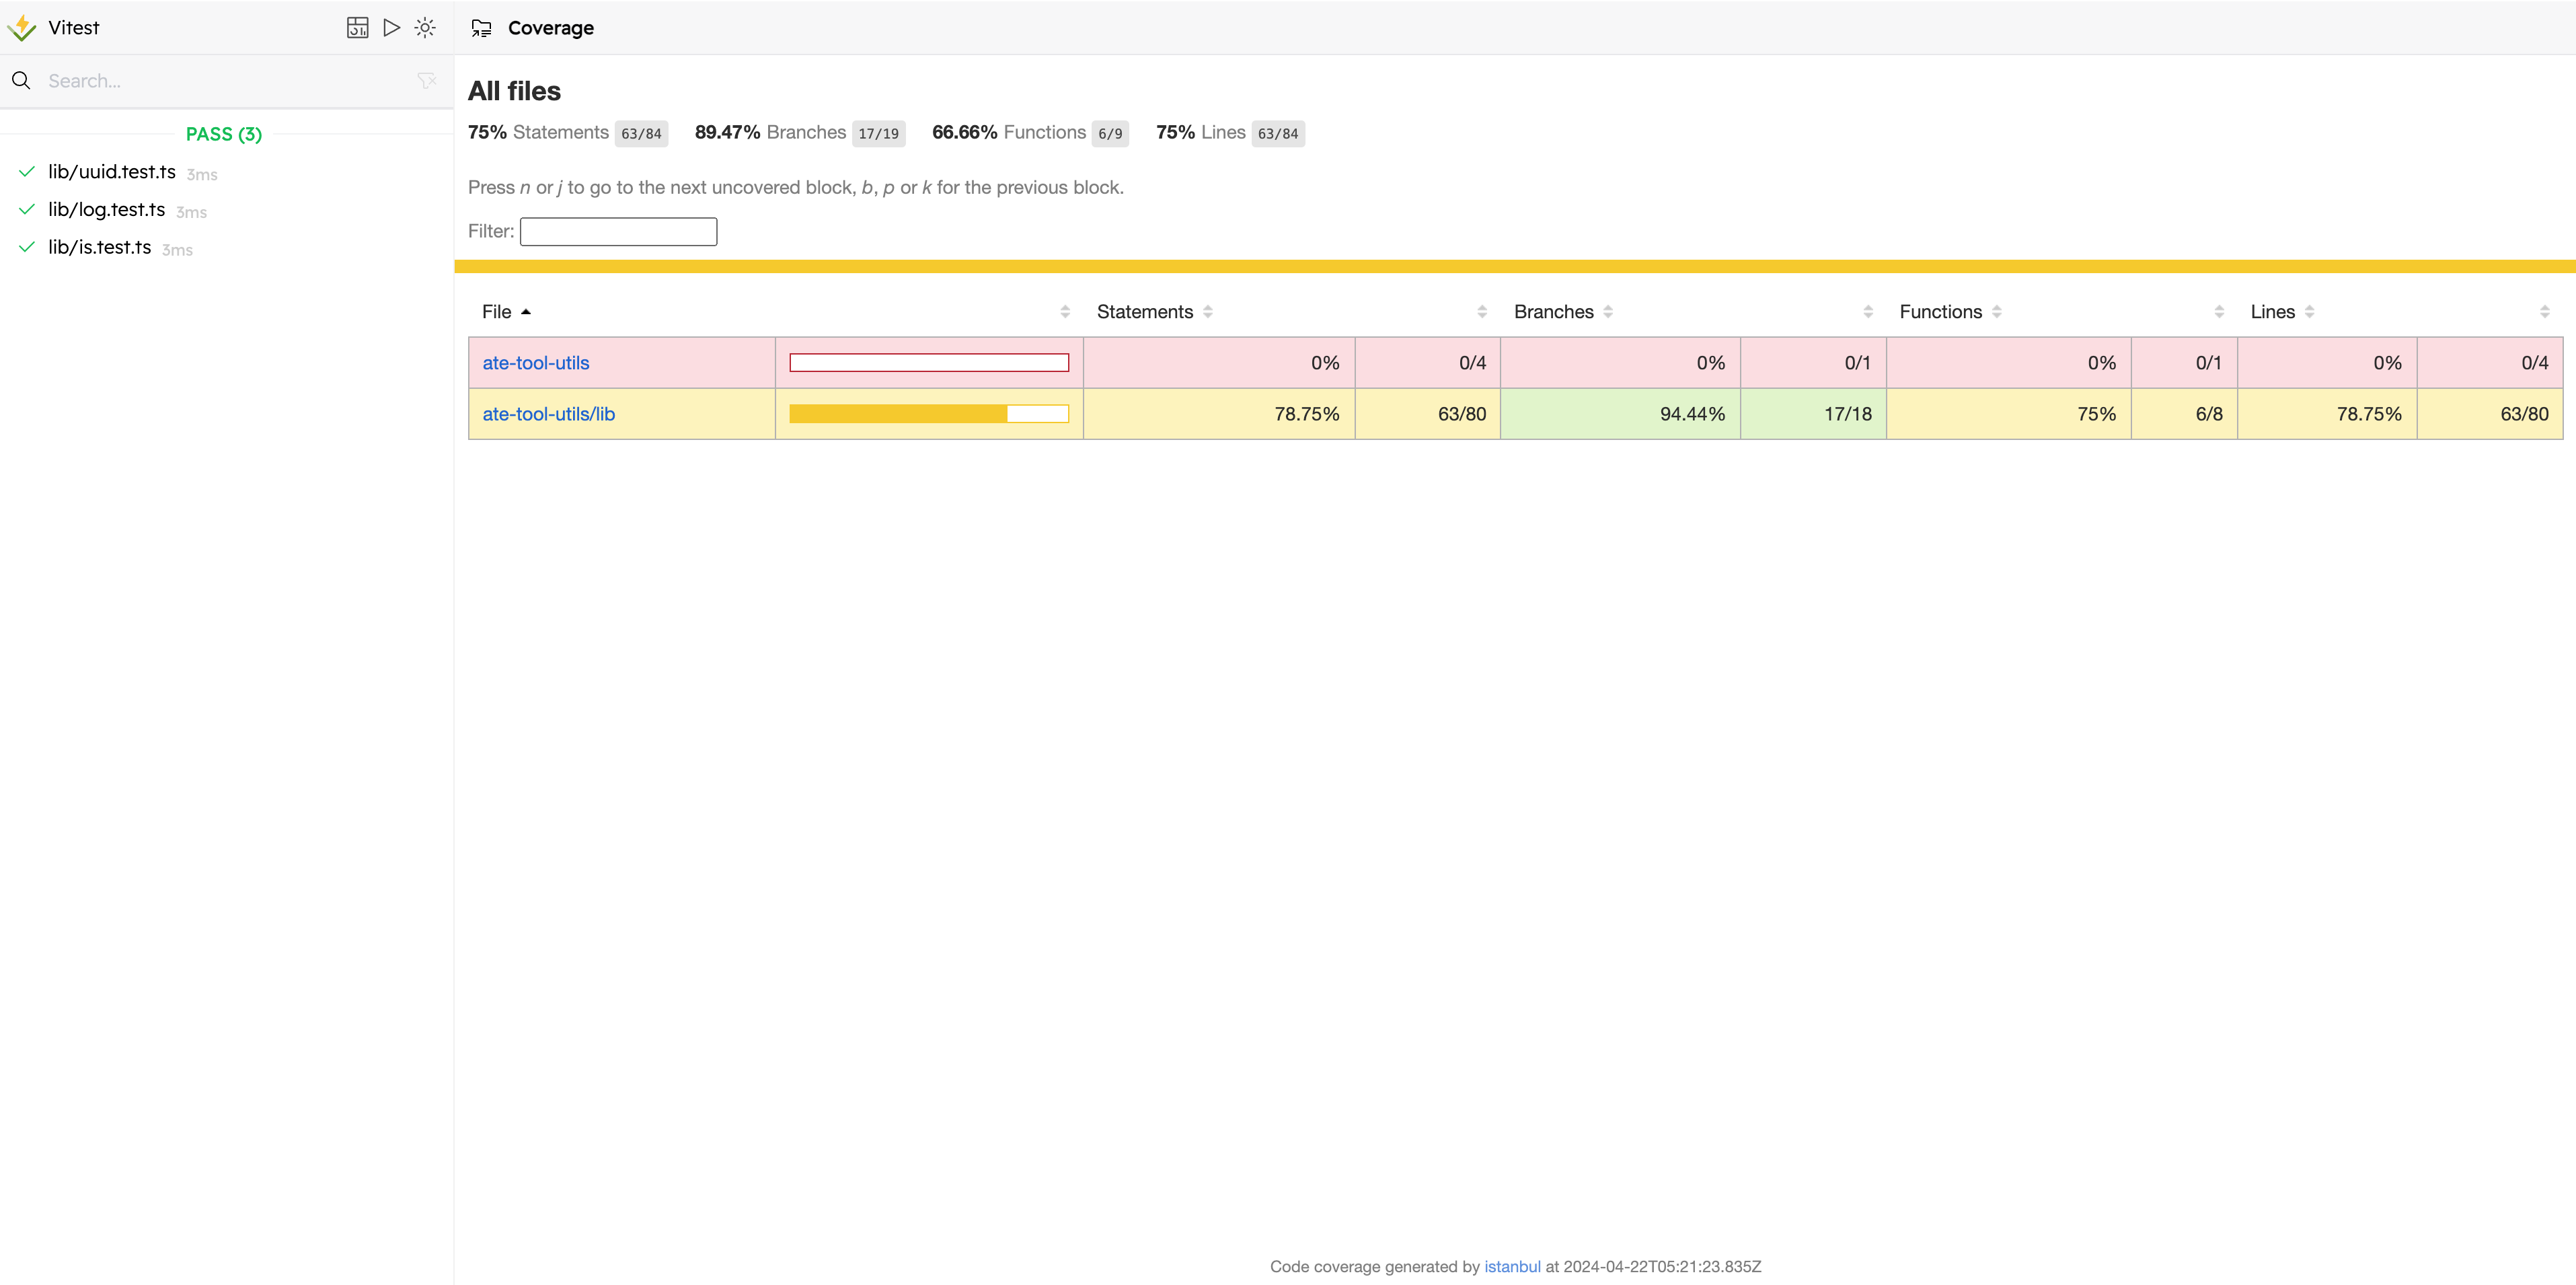 Vitest
Search...
PASS (3)
lib/uuid.test.ts 3ms
lib/log.test.ts 3ms
lib/is.test.ts 3ms
Coverage
All files
75% Statements 63/84 89.47% Branches 17/19 66.66% Functions 6/9 75% Lines 63/84
Press n or j to go to the next uncovered block, b, p or k for the previous block.
Filter:
File Statements Branches Functions Lines
ate-tool-utils 0% 0/4 0% 0/1 0% 0/1 0% 0/4
ate-tool-utils/lib 78.75% 63/80 94.44% 17/18 75% 6/8 78.75% 63/80
Code coverage generated by istanbul at 2024-04-22T05:21:23.835Z